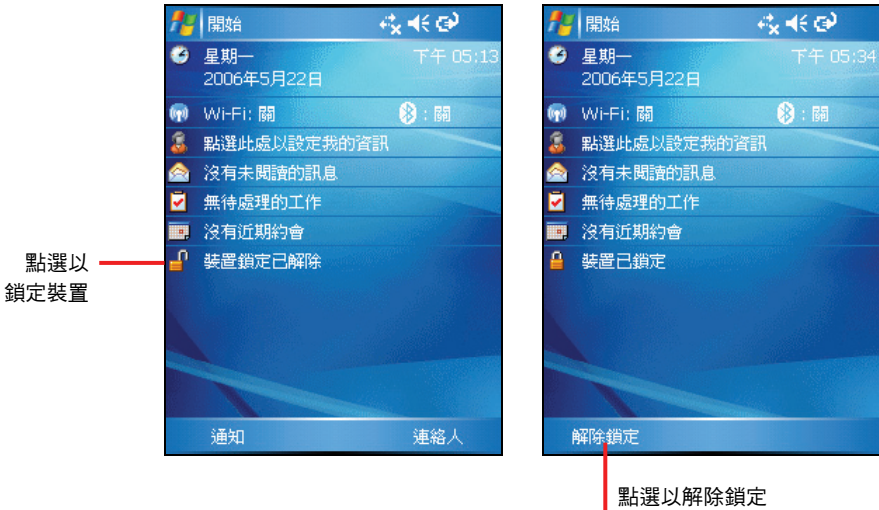 開始
星期一 下午 05:13
2006年5月22日
Wi-Fi: 關 : 關
點選此處以設定我的資訊
沒有未閱讀的訊息
無待處理的工作
沒有近期約會
裝置鎖定已解除
通知 連絡人
點選以
鎖定裝置
開始
星期一 下午 05:34
2006年5月22日
Wi-Fi: 關 : 關
點選此處以設定我的資訊
沒有未閱讀的訊息
無待處理的工作
沒有近期約會
裝置已鎖定
解除鎖定
點選以解除鎖定